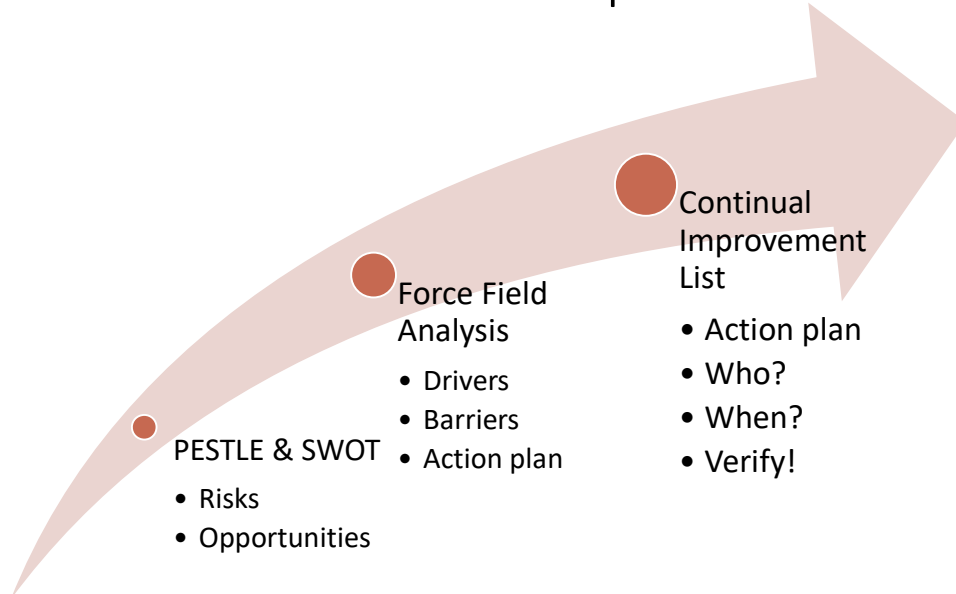 PESTLE & SWOT
• Risks
• Opportunities
Force Field
Analysis
• Drivers
• Barriers
• Action plan
Continual
Improvement
List
• Action plan
• Who?
• When?
• Verify!